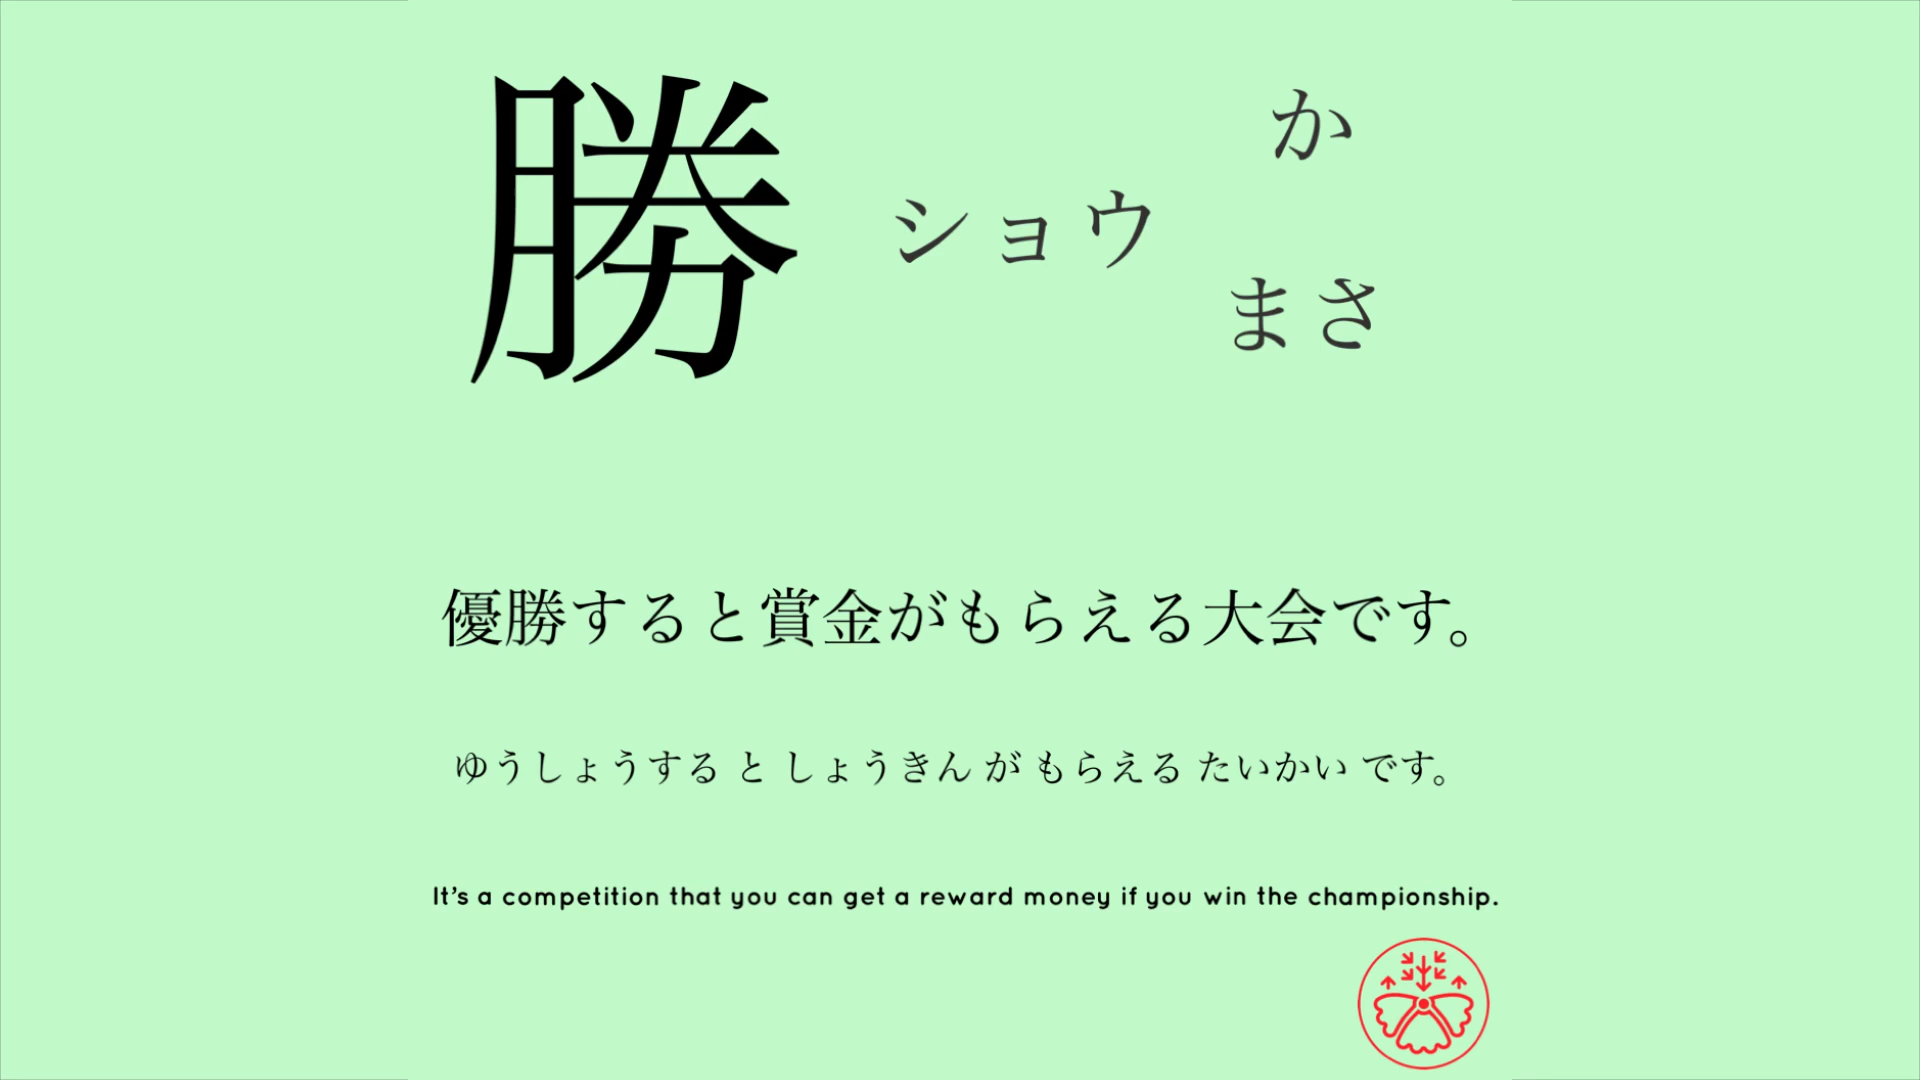 勝
ショウ
か
まさ
優勝すると賞金がもらえる大会です。
ゆうしょうする と しょうきん が もらえる たいかい です。
It's a competition that you can get a reward money if you win the championship.